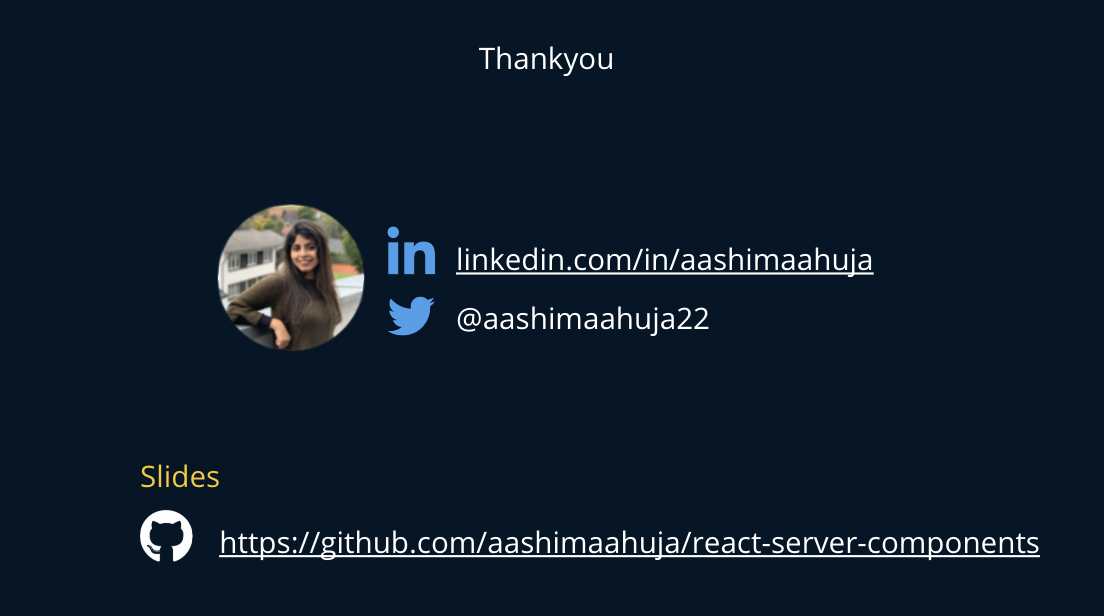 Thankyou
linkedin.com/in/aashimaahuja
@aashimaahuja22
Slides
https://github.com/aashimaahuja/react-server-components